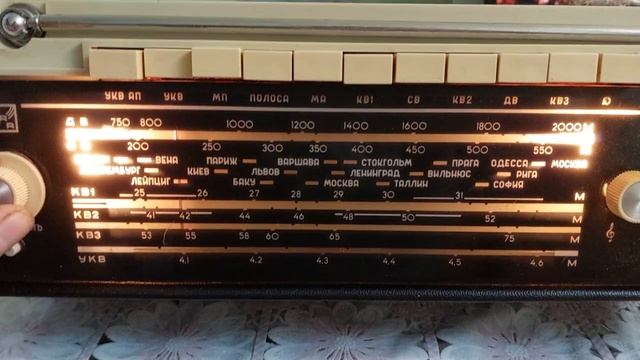 УКВ АП УКВ МП ПОЛОСА МА КВ1 СВ КВ2 ДВ КВ3
ДВ 750 800 1000 1200 1400 1600 1800 2000 М
200 250 300 350 400 450 500 550
ВЕНА ПАРИЖ ВАРШАВА СТОКГОЛЬМ ПРАГА ОДЕССА МОСКВА
КИЕВ ЛЬВОВ ЛЕНИНГРАД ВИЛЬНЮС РИГА
ЛЕЙПЦИГ БАКУ МОСКВА ТАЛЛИН СОФИЯ
КВ1 25 26 27 28 29 30 31 М
КВ2 41 42 44 46 48 50 52 М
КВ3 53 55 58 60 65 75 М
УКВ 4.1 4.2 4.3 4.4 4.5 4.6 М